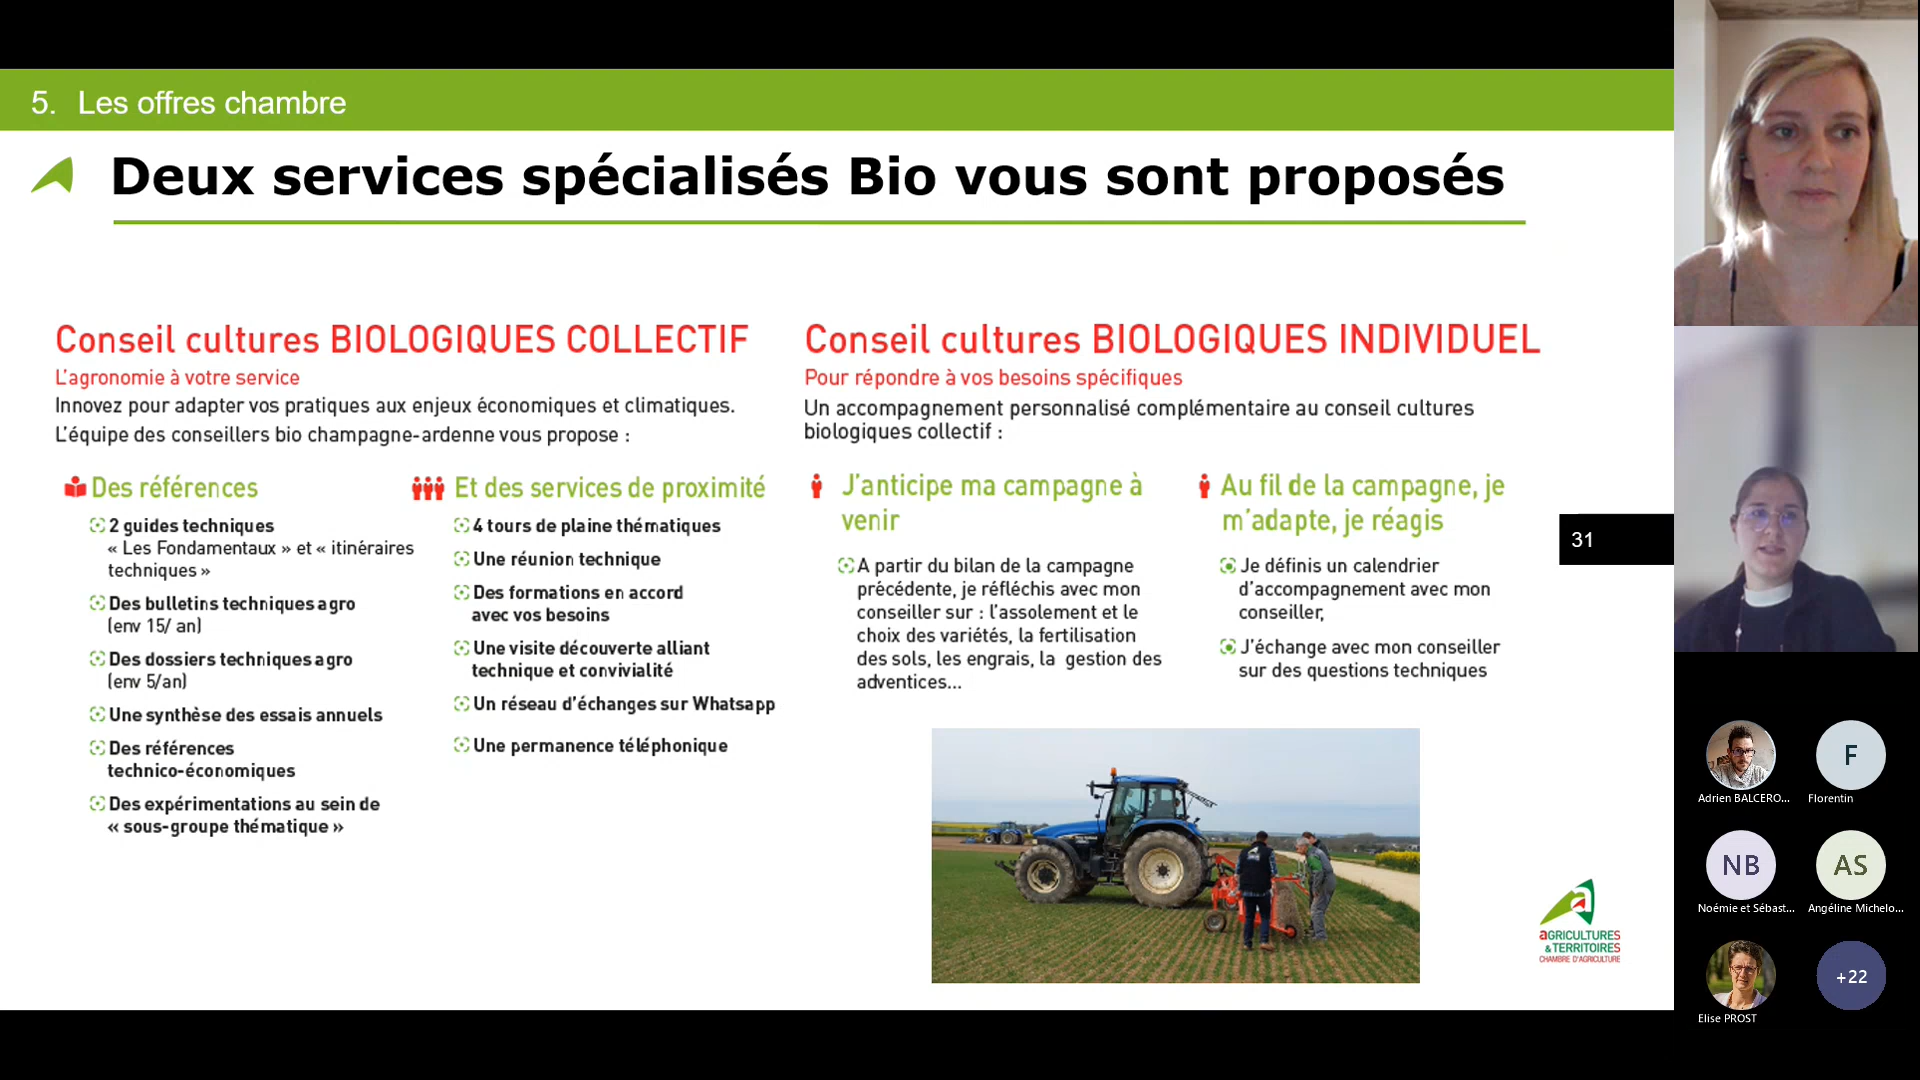 5. Les offres chambre
Deux services spécialisés Bio vous sont proposés
Conseil cultures BIOLOGIQUES COLLECTIF
L'agronomie à votre service
Innovez pour adapter vos pratiques aux enjeux économiques et climatiques.
L'équipe des conseillers bio champagne-ardenne vous propose :
Des références
2 guides techniques
« Les Fondamentaux » et « itinéraires
techniques »
Des bulletins techniques agro
(env 15/ an)
Des dossiers techniques agro
(env 5/an)
Une synthèse des essais annuels
Des références
technico-économiques
Des expérimentations au sein de
« sous-groupe thématique »
Et des services de proximité
4 tours de plaine thématiques
Une réunion technique
Des formations en accord
avec vos besoins
Une visite découverte alliant
technique et convivialité
Un réseau d'échanges sur Whatsapp
Une permanence téléphonique
Conseil cultures BIOLOGIQUES INDIVIDUEL
Pour répondre à vos besoins spécifiques
Un accompagnement personnalisé complémentaire au conseil cultures
biologiques collectif :
J'anticipe ma campagne à
venir
A partir du bilan de la campagne
précédente, je réfléchis avec mon
conseiller sur : l'assolement et le
choix des variétés, la fertilisation
des sols, les engrais, la gestion des
adventices...
Au fil de la campagne, je
m'adapte, je réagis
Je définis un calendrier
d'accompagnement avec mon
conseiller,
J'échange avec mon conseiller
sur des questions techniques
31
aGRICULTURES
& TERRITOIRES
CHAMBRE D'AGRICULTURE
Adrien BALCERO...
F
Florentin
NB
Noémie et Sébast...
AS
Angéline Michelo...
Elise PROST
+22